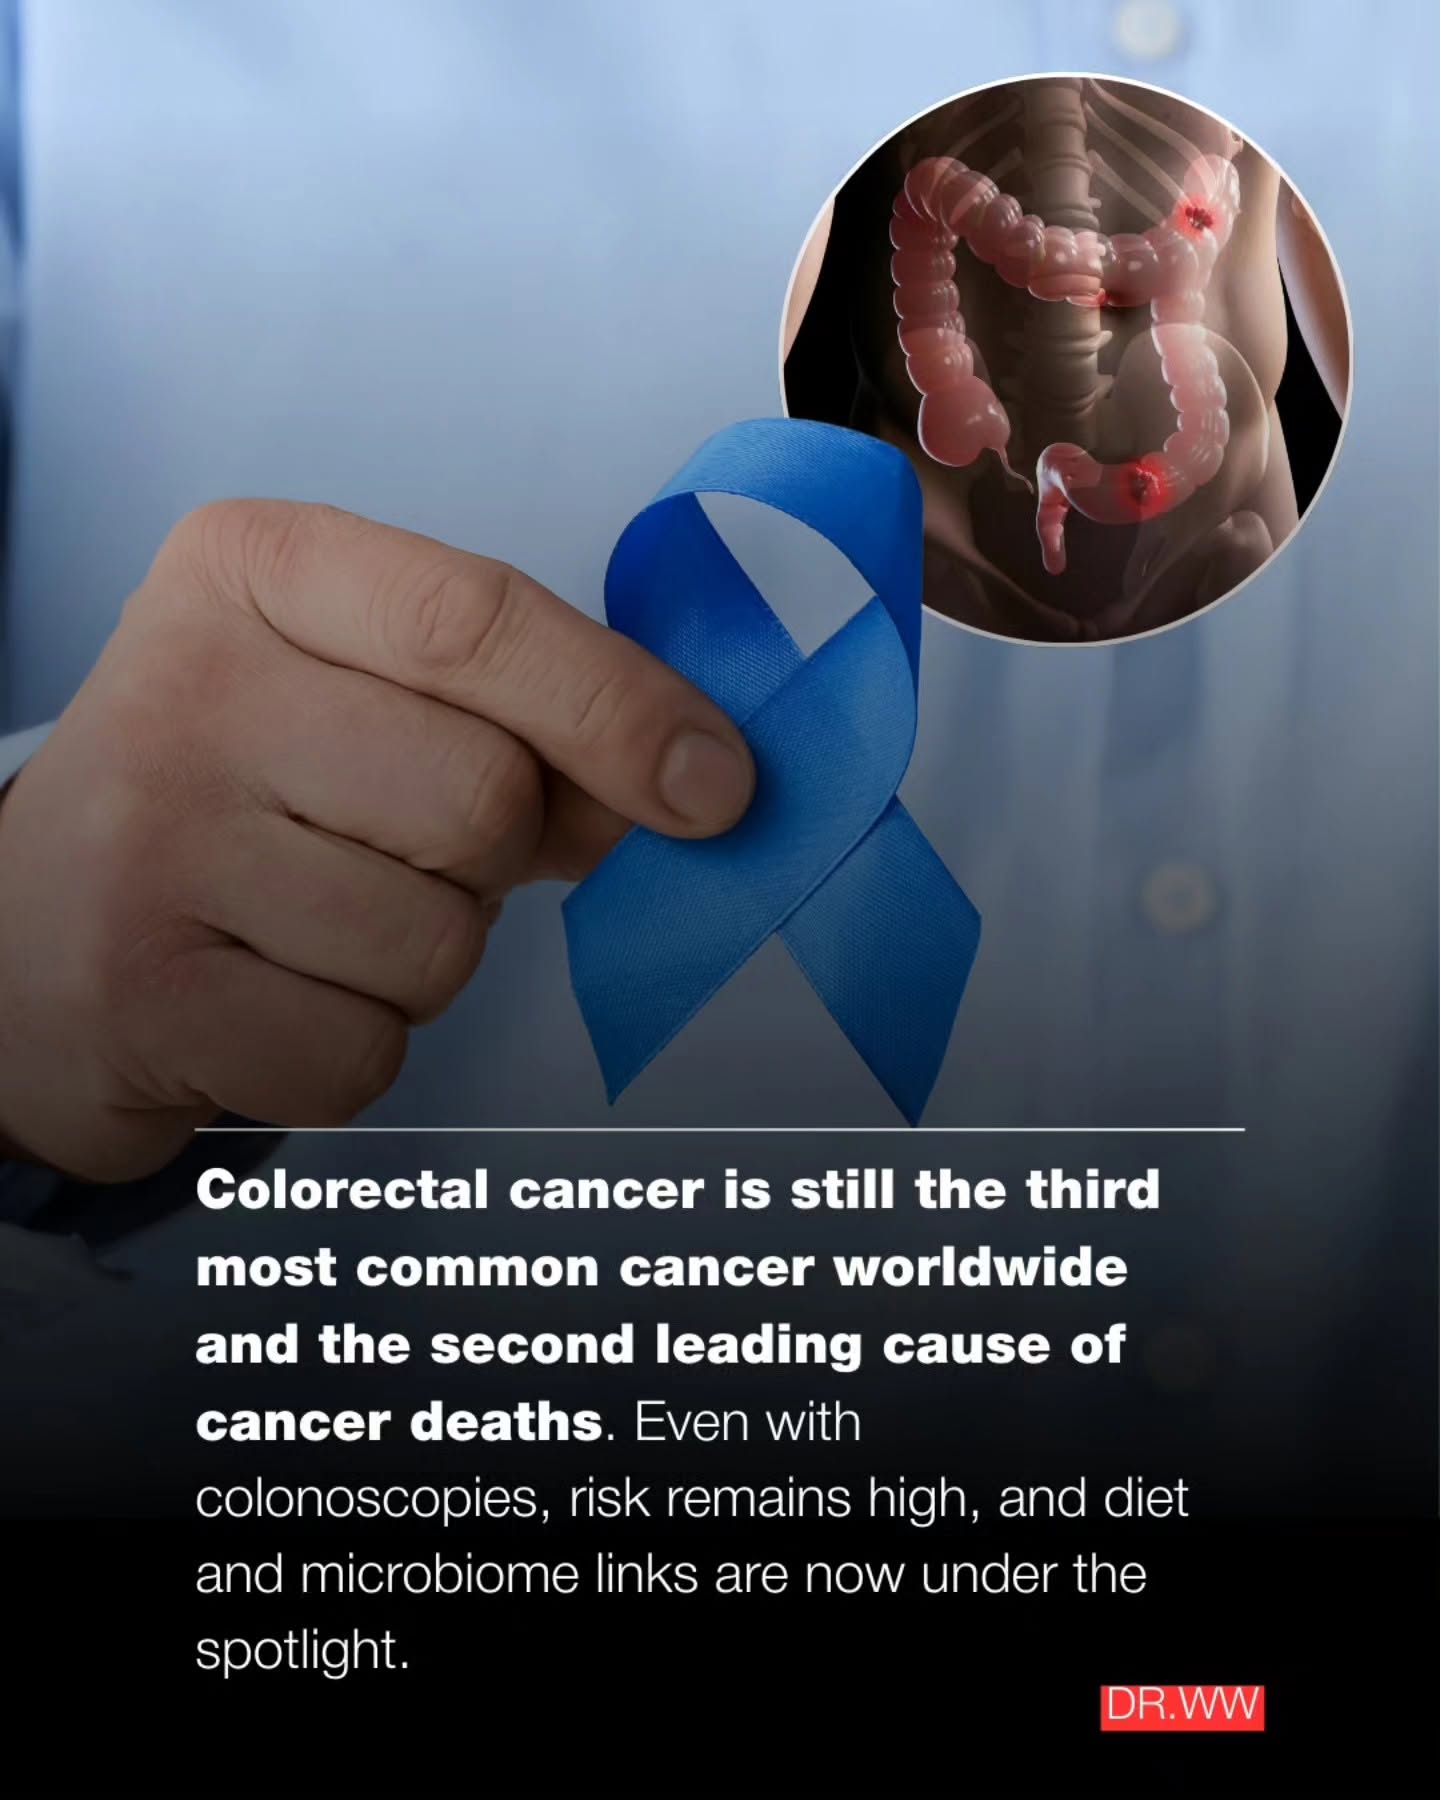 Colorectal cancer is still the third
most common cancer worldwide
and the second leading cause of
cancer deaths. Even with
colonoscopies, risk remains high, and diet
and microbiome links are now under the
spotlight.
DR.WW